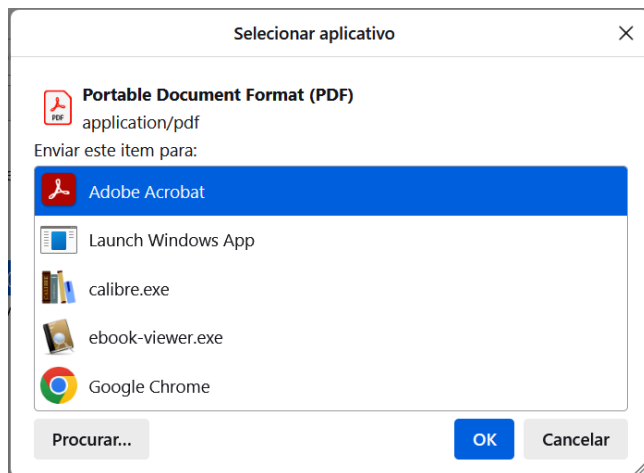 Selecionar aplicativo
Portable Document Format (PDF)
PDF
application/pdf
Enviar este item para:
Adobe Acrobat
Launch Windows App
calibre.exe
ebook-viewer.exe
Google Chrome
Procurar...
OK
Cancelar